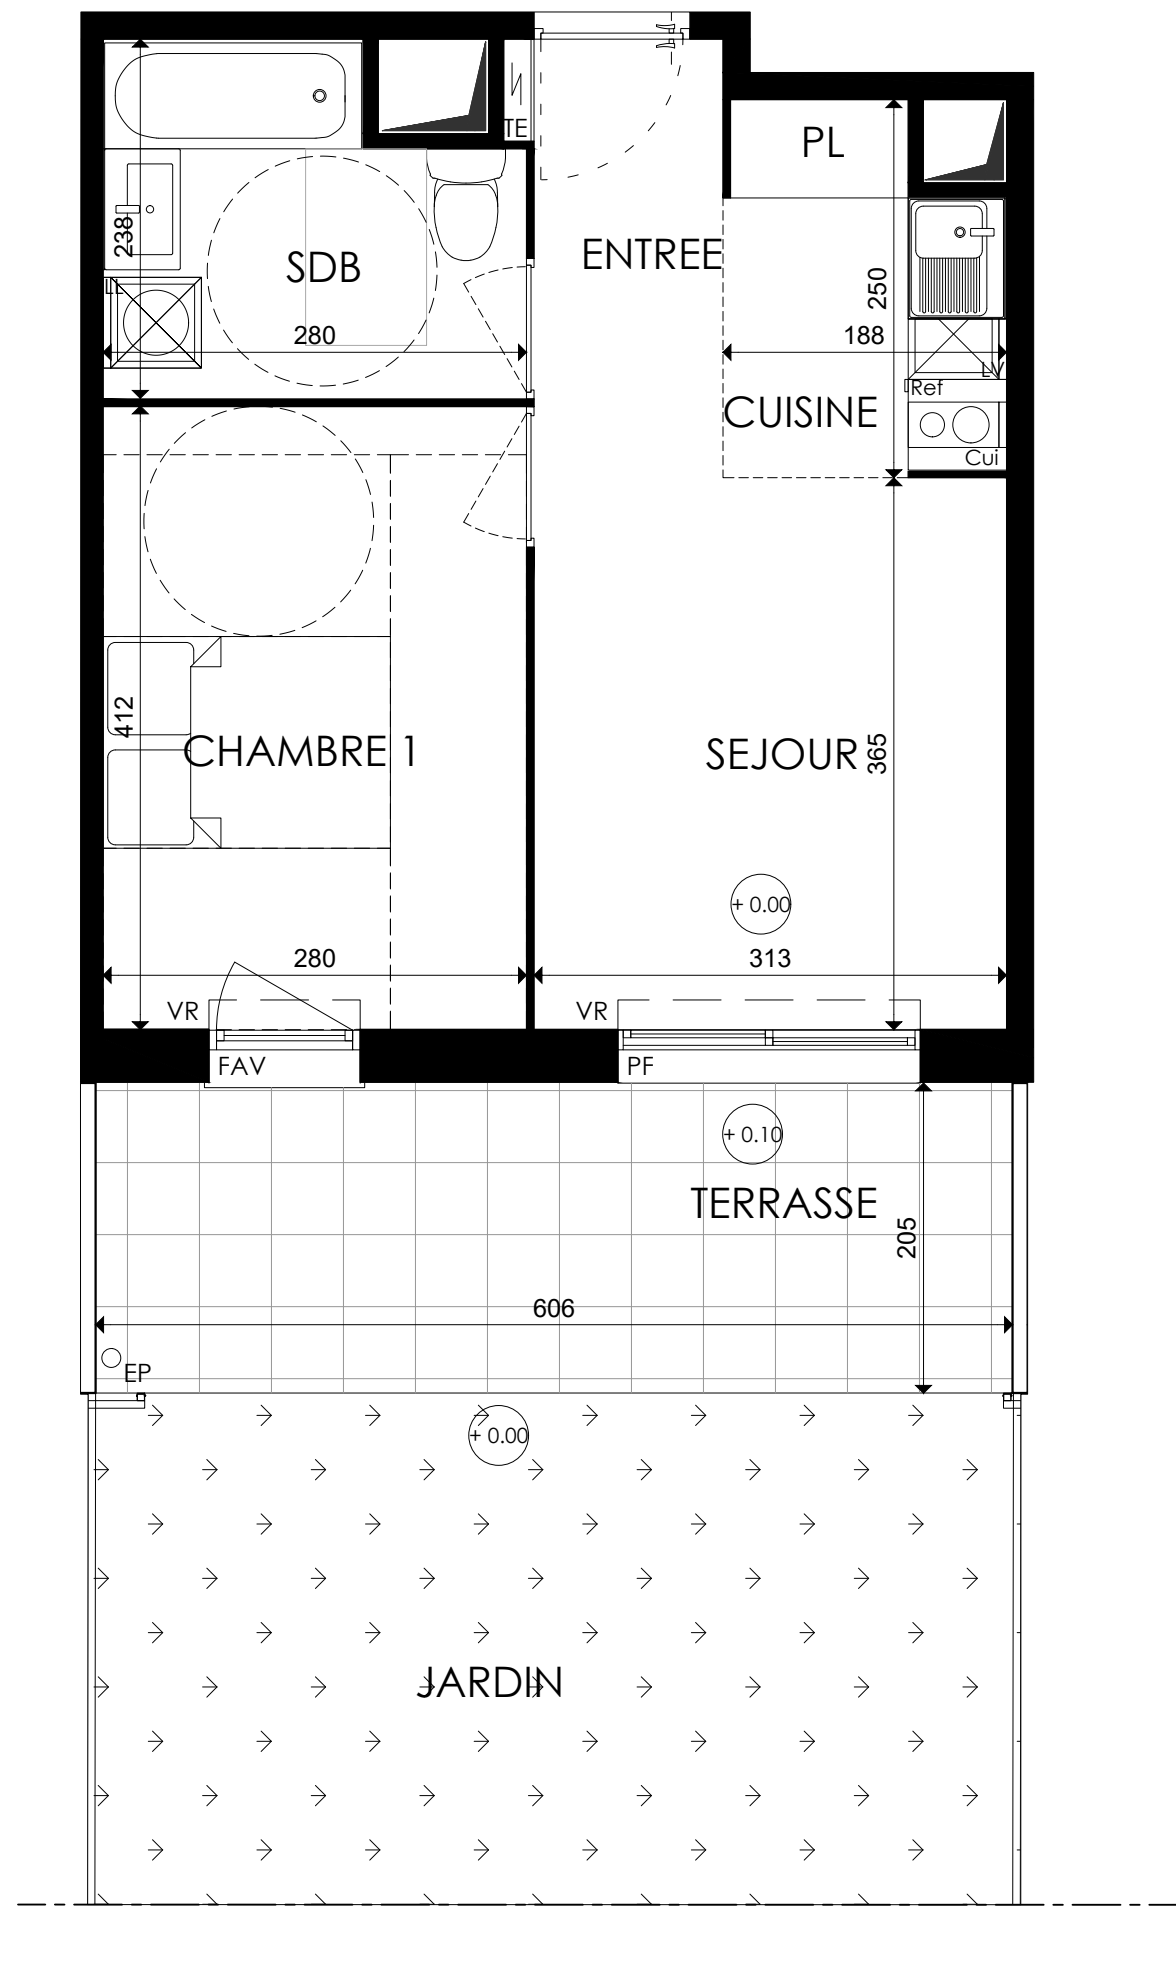 TE
PL
238
SDB
ENTREE
250
LL
280
188
LV
Ref
CUISINE
Cui
412
CHAMBRE 1
SEJOUR
365
+ 0.00
280
313
VR
VR
FAV
PF
+ 0.10
TERRASSE
205
606
EP
+ 0.00
JARDIN